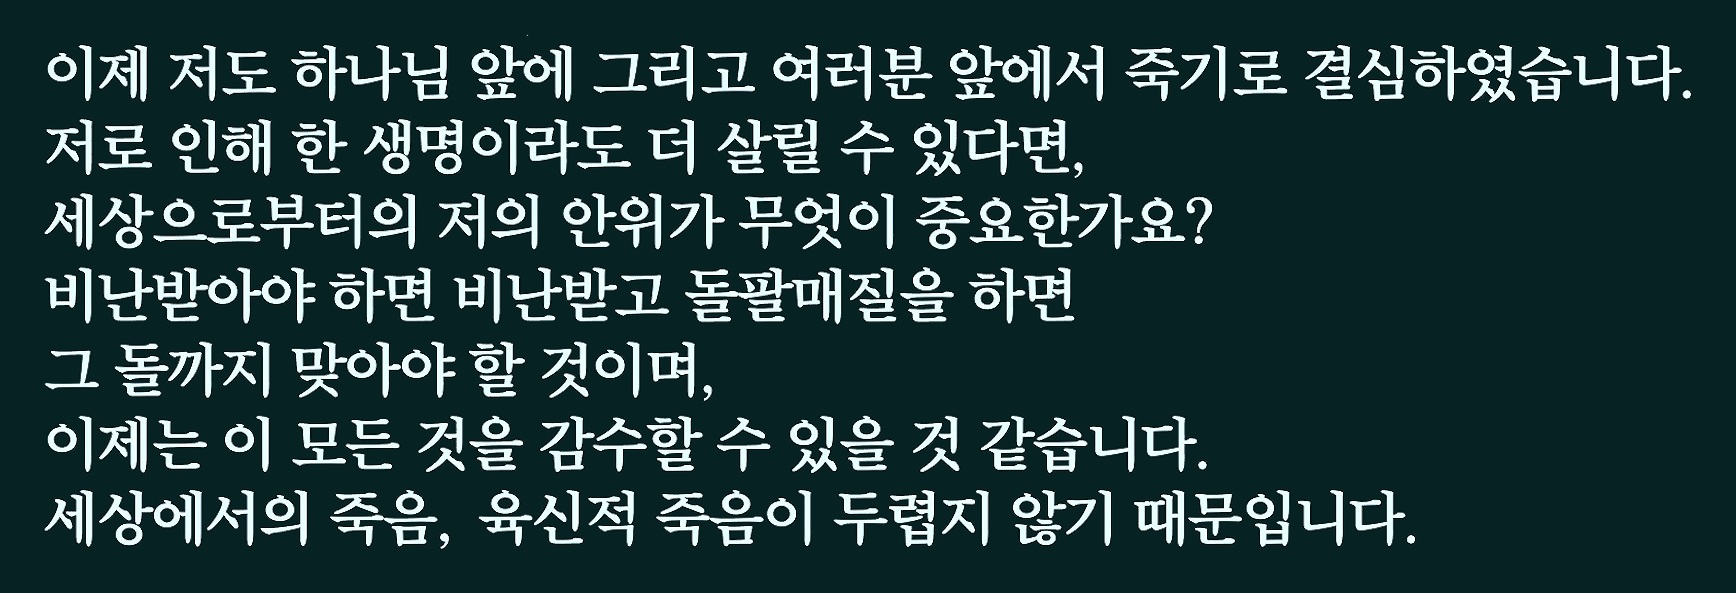 이제 저도 하나님 앞에 그리고 여러분 앞에서 죽기로 결심하였습니다.
저로 인해 한 생명이라도 더 살릴 수 있다면,
세상으로부터의 저의 안위가 무엇이 중요한가요?
비난받아야 하면 비난받고 돌팔매질을 하면
그 돌까지 맞아야 할 것이며,
이제는 이 모든 것을 감수할 수 있을 것 같습니다.
세상에서의 죽음, 육신적 죽음이 두렵지 않기 때문입니다.